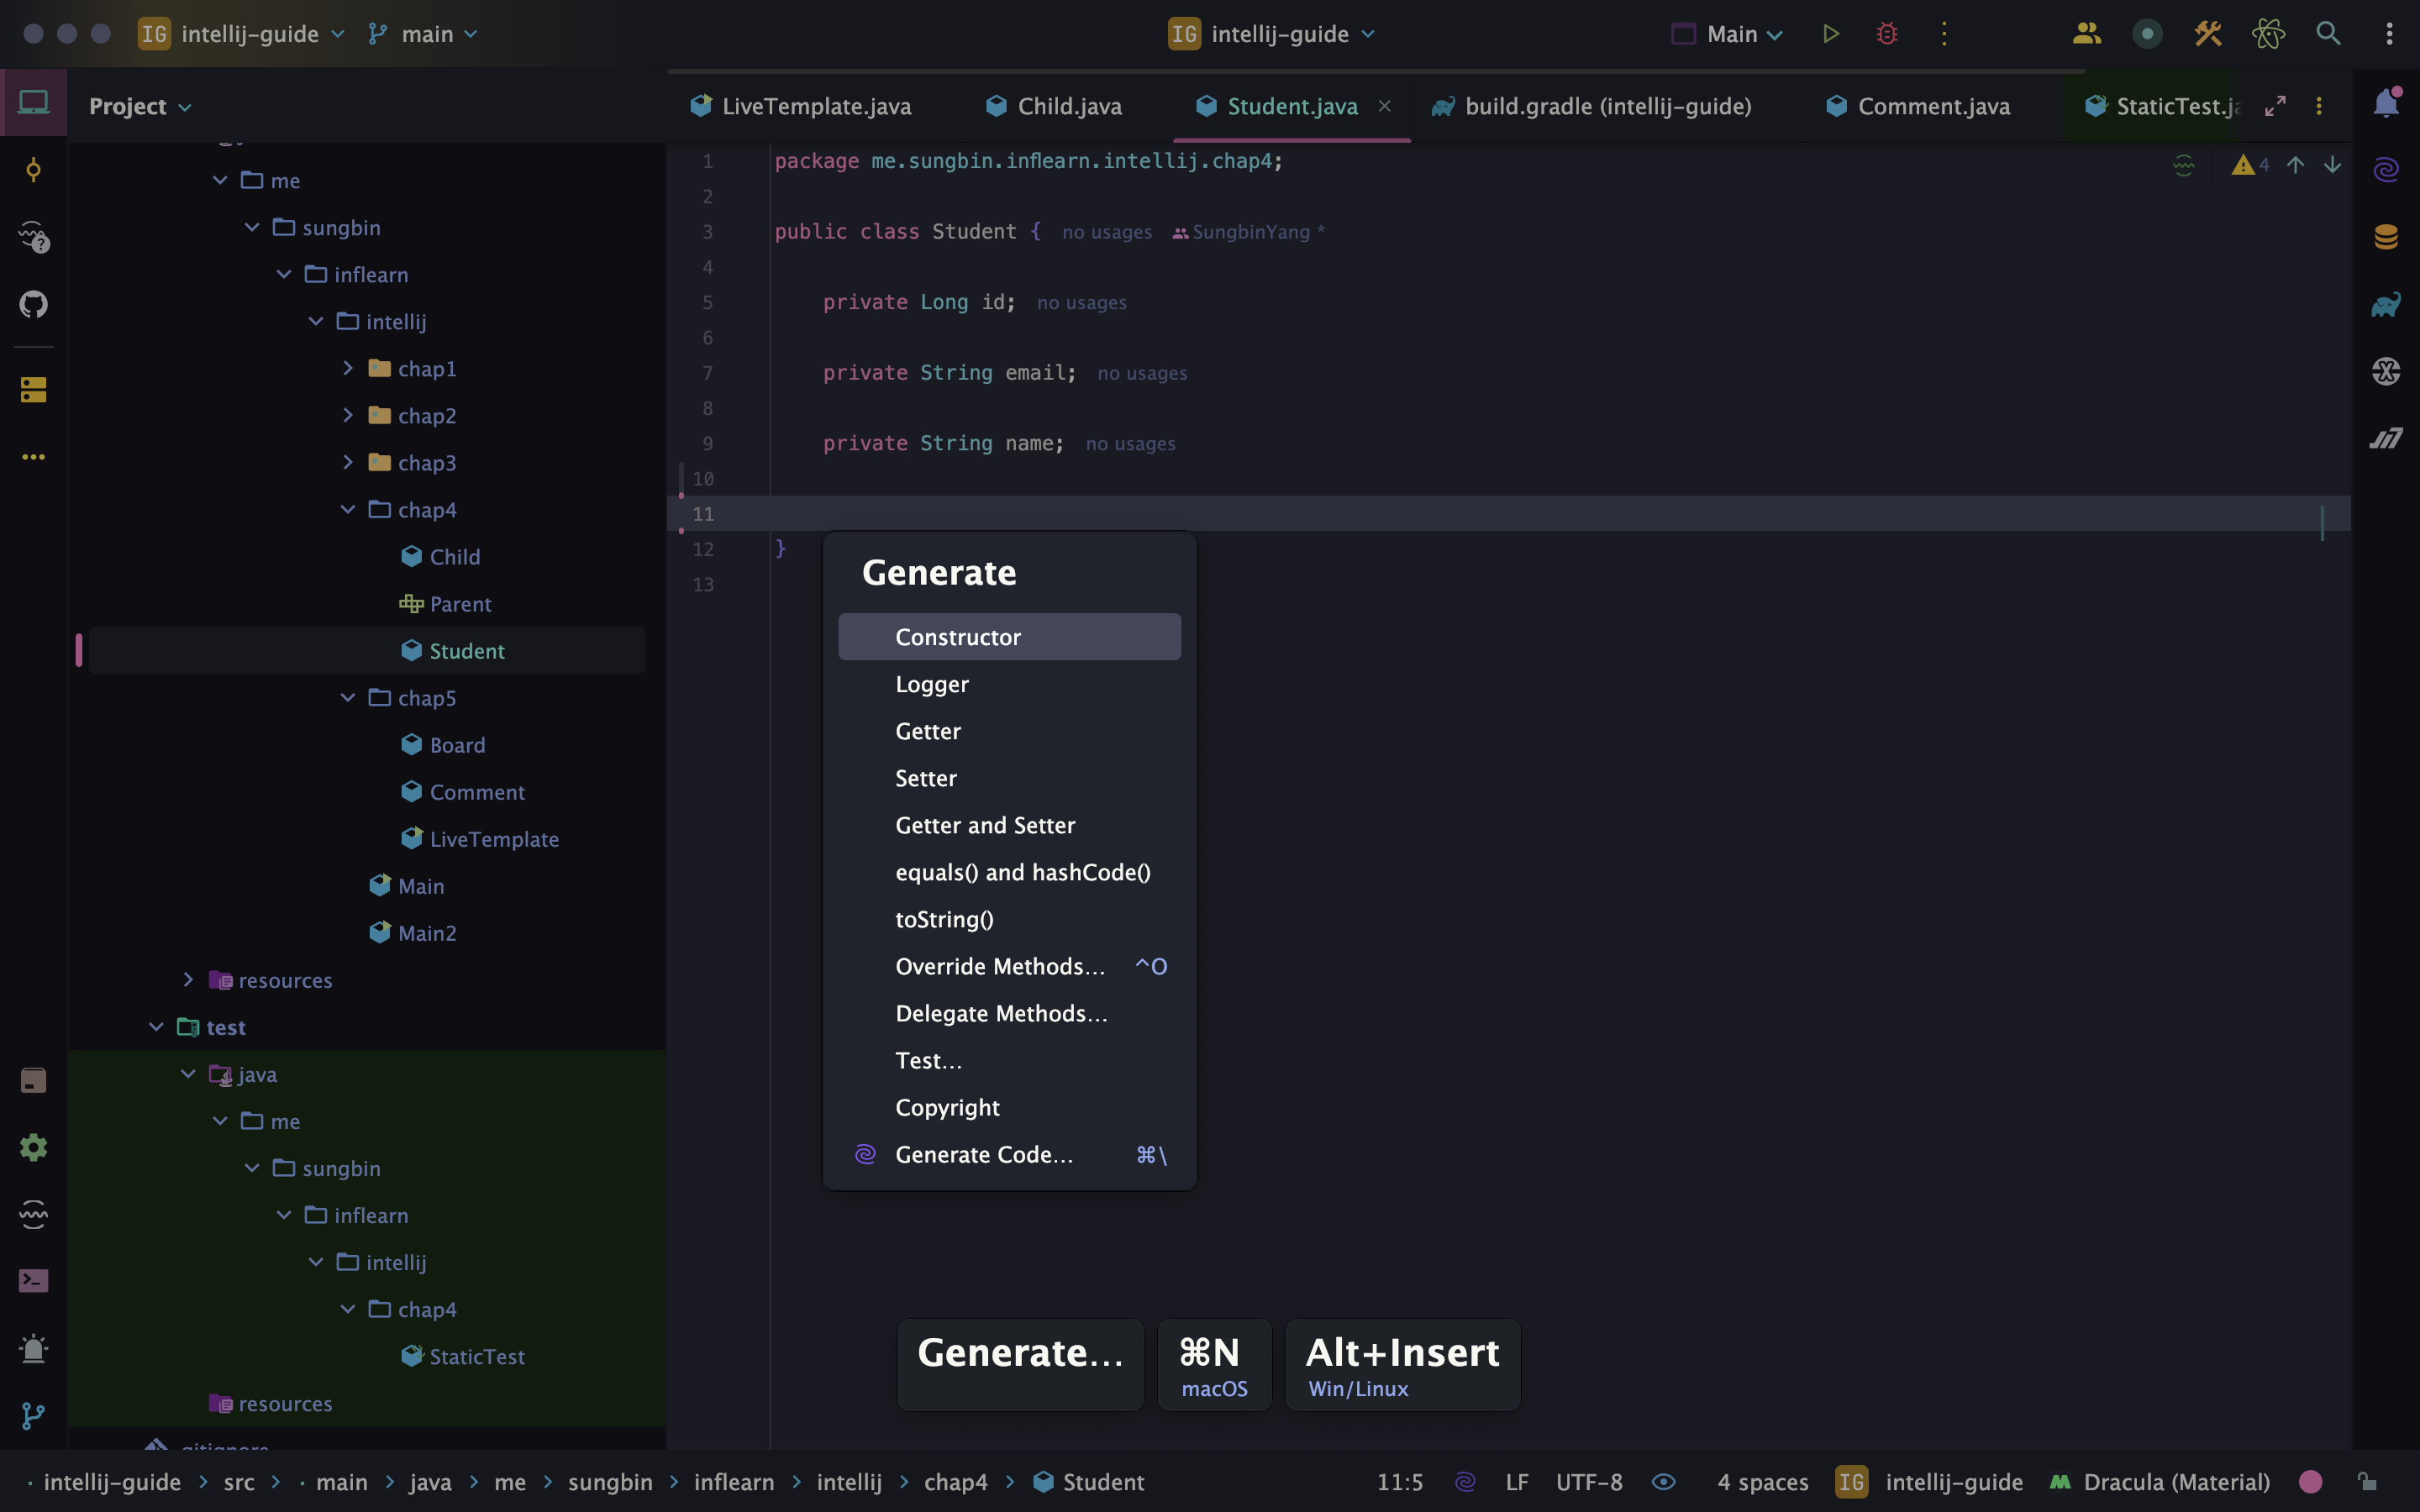 IG intellij-guide main
IG intellij-guide
Main
Project
me
sungbin
inflearn
intellij
chap1
chap2
chap3
chap4
Child
Parent
Student
chap5
Board
Comment
LiveTemplate
Main
Main2
resources
test
java
me
sungbin
inflearn
intellij
chap4
StaticTest
resources
.gitignore
LiveTemplate.java Child.java Student.java build.gradle (intellij-guide) Comment.java StaticTest.ja
4
1 package me.sungbin.inflearn.intellij.chap4;
2
3 public class Student { no usages SungbinYang *
4
5 private Long id; no usages
6
7 private String email; no usages
8
9 private String name; no usages
10
11
12 }
13
Generate
Constructor
Logger
Getter
Setter
Getter and Setter
equals() and hashCode()
toString()
Override Methods... ^O
Delegate Methods...
Test...
Copyright
Generate Code... ⌘\
Generate... ⌘N Alt+Insert
macOS Win/Linux
intellij-guide > src > main > java > me > sungbin > inflearn > intellij > chap4 > Student
11:5 LF UTF-8 4 spaces IG intellij-guide Dracula (Material)